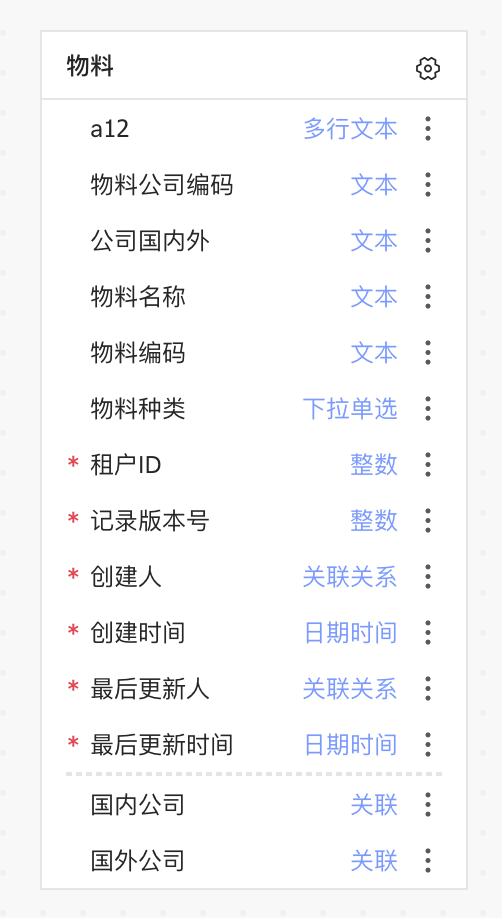 物料
a12 多行文本
物料公司编码 文本
公司国内外 文本
物料名称 文本
物料编码 文本
物料种类 下拉单选
* 租户ID 整数
* 记录版本号 整数
* 创建人 关联关系
* 创建时间 日期时间
* 最后更新人 关联关系
* 最后更新时间 日期时间
国内公司 关联
国外公司 关联